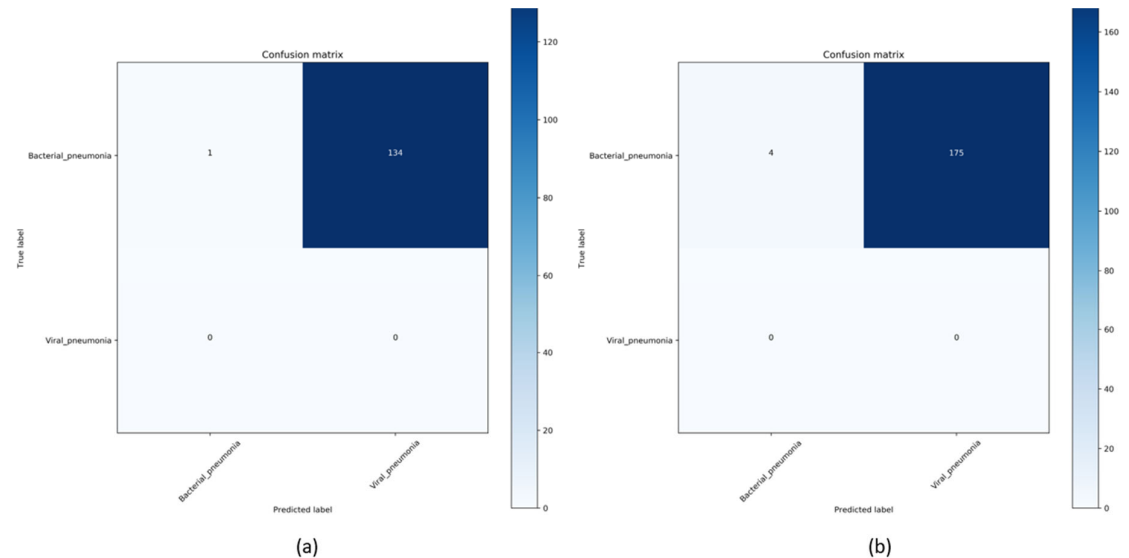 Confusion matrix
120
100
80
60
40
20
0
Bacterial_pneumonia
Viral_pneumonia
True label
1
134
0
0
Bacterial_pneumonia
Viral_pneumonia
Predicted label
(a)
Confusion matrix
160
140
120
100
80
60
40
20
0
Bacterial_pneumonia
Viral_pneumonia
True label
4
175
0
0
Bacterial_pneumonia
Viral_pneumonia
Predicted label
(b)